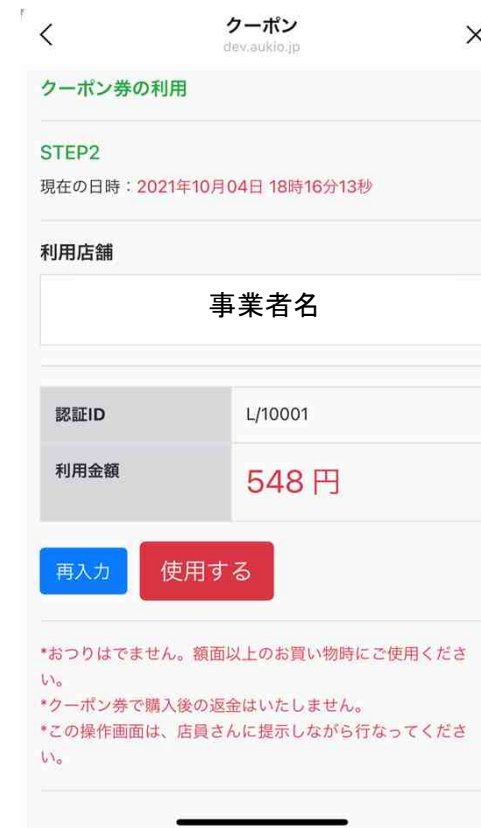 クーポン
dev.aukio.jp
クーポン券の利用
STEP2
現在の日時：2021年10月04日 18時16分13秒
利用店舗
事業者名
認証ID
L/10001
利用金額
548 円
再入力
使用する
*おつりはでません。額面以上のお買い物時にご使用くださ
い。
*クーポン券で購入後の返金はいたしません。
*この操作画面は、店員さんに提示しながら行なってくださ
い。